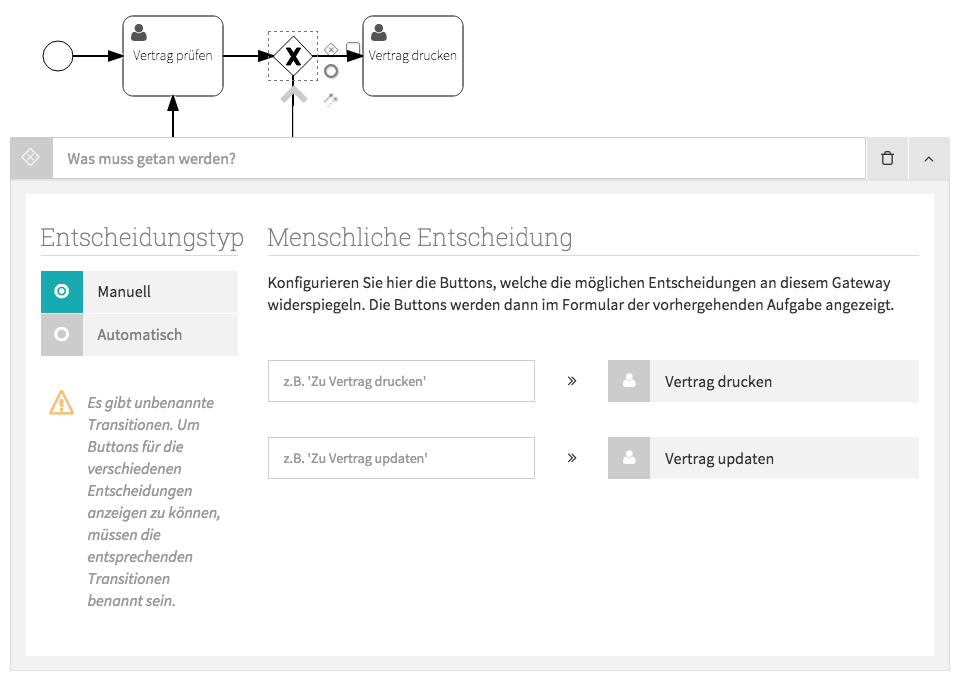 Vertrag prüfen
Vertrag drucken
Was muss getan werden?
Entscheidungstyp
Manuell
Automatisch
Es gibt unbenannte
Transitionen. Um
Buttons für die
verschiedenen
Entscheidungen
anzeigen zu können,
müssen die
entsprechenden
Transitionen
benannt sein.
Menschliche Entscheidung
Konfigurieren Sie hier die Buttons, welche die möglichen Entscheidungen an diesem Gateway
widerspiegeln. Die Buttons werden dann im Formular der vorhergehenden Aufgabe angezeigt.
z.B. 'Zu Vertrag drucken' » Vertrag drucken
z.B. 'Zu Vertrag updaten' » Vertrag updaten